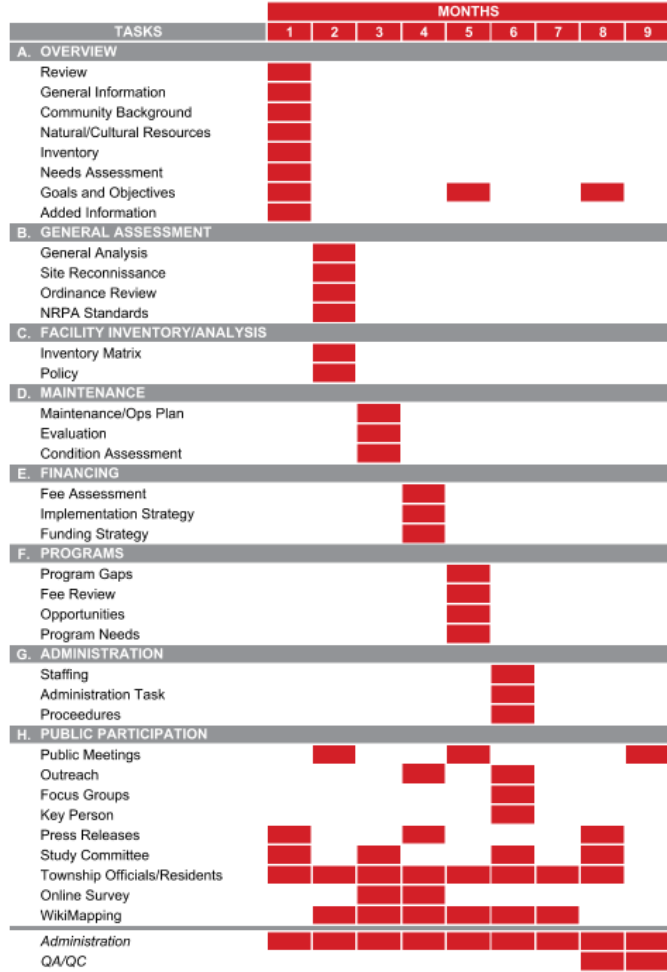 MONTHS
TASKS 1 2 3 4 5 6 7 8 9
A. OVERVIEW
Review
General Information
Community Background
Natural/Cultural Resources
Inventory
Needs Assessment
Goals and Objectives
Added Information
B. GENERAL ASSESSMENT
General Analysis
Site Reconnissance
Ordinance Review
NRPA Standards
C. FACILITY INVENTORY/ANALYSIS
Inventory Matrix
Policy
D. MAINTENANCE
Maintenance/Ops Plan
Evaluation
Condition Assessment
E. FINANCING
Fee Assessment
Implementation Strategy
Funding Strategy
F. PROGRAMS
Program Gaps
Fee Review
Opportunities
Program Needs
G. ADMINISTRATION
Staffing
Administration Task
Proceedures
H. PUBLIC PARTICIPATION
Public Meetings
Outreach
Focus Groups
Key Person
Press Releases
Study Committee
Township Officials/Residents
Online Survey
WikiMapping
Administration
QA/QC